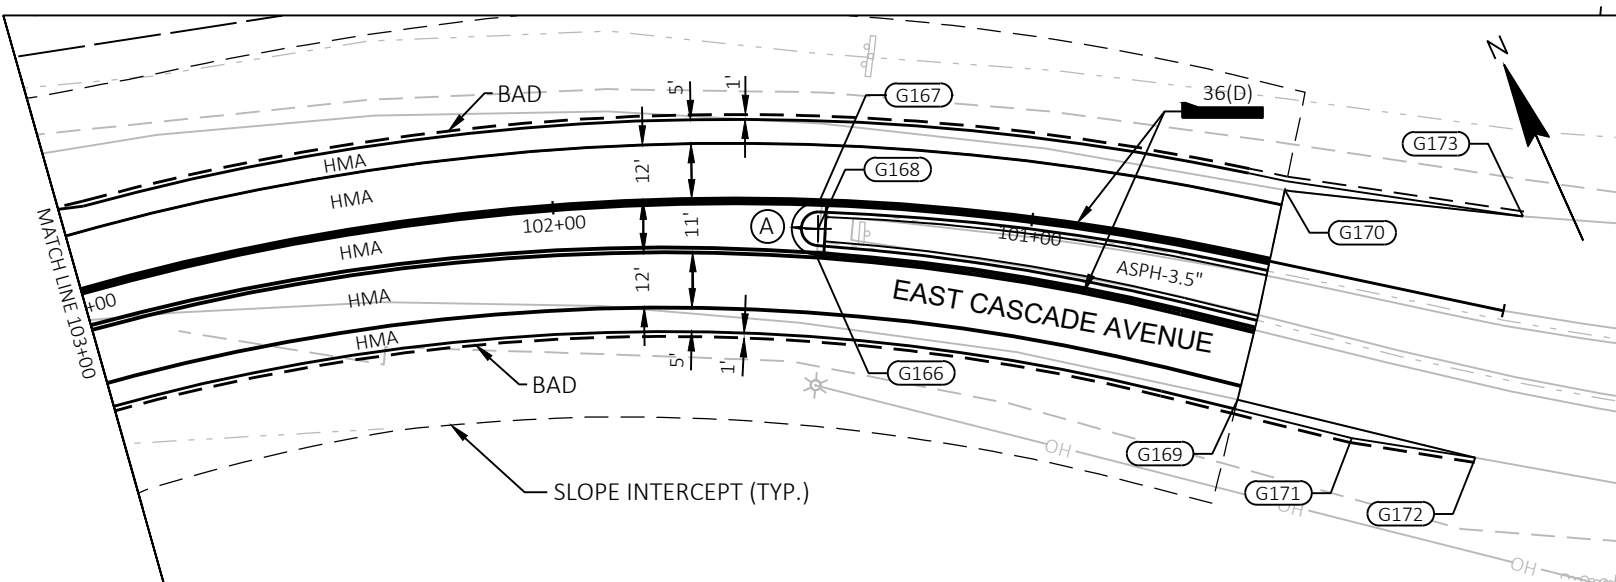 N
BAD
5'
1'
G167
36(D)
G173
HMA
12'
G168
HMA
MATCH LINE 103+00
102+00
11'
A
101+00
G170
HMA
ASPH-3.5"
+00
HMA
12'
EAST CASCADE AVENUE
HMA
5'
1'
G166
BAD
OH
G169
SLOPE INTERCEPT (TYP.)
G171
OH
G172
OH